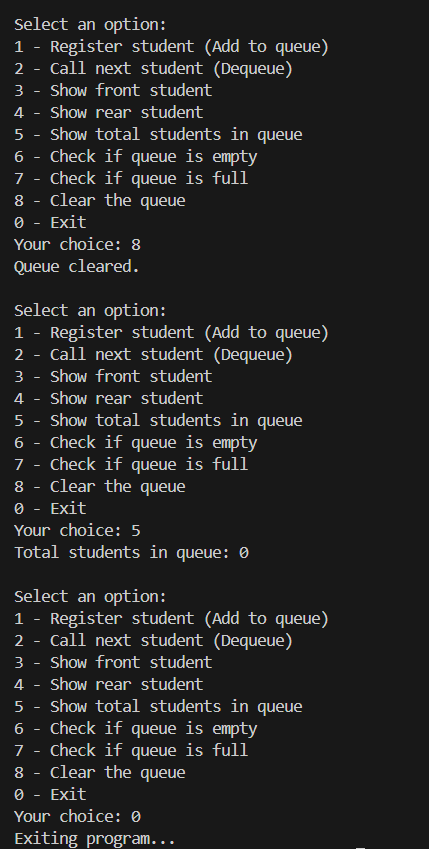 Select an option:
1 - Register student (Add to queue)
2 - Call next student (Dequeue)
3 - Show front student
4 - Show rear student
5 - Show total students in queue
6 - Check if queue is empty
7 - Check if queue is full
8 - Clear the queue
0 - Exit
Your choice: 8
Queue cleared.

Select an option:
1 - Register student (Add to queue)
2 - Call next student (Dequeue)
3 - Show front student
4 - Show rear student
5 - Show total students in queue
6 - Check if queue is empty
7 - Check if queue is full
8 - Clear the queue
0 - Exit
Your choice: 5
Total students in queue: 0

Select an option:
1 - Register student (Add to queue)
2 - Call next student (Dequeue)
3 - Show front student
4 - Show rear student
5 - Show total students in queue
6 - Check if queue is empty
7 - Check if queue is full
8 - Clear the queue
0 - Exit
Your choice: 0
Exiting program...